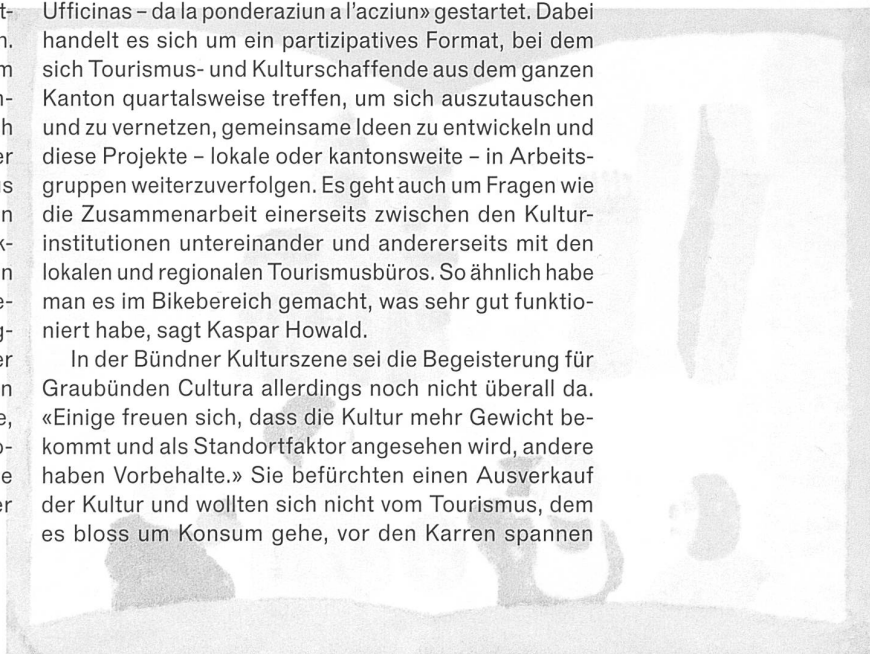 Ufficinas – da la ponderaziun a l’acziun» gestartet. Dabei
handelt es sich um ein partizipatives Format, bei dem
sich Tourismus- und Kulturschaffende aus dem ganzen
Kanton quartalsweise treffen, um sich auszutauschen
und zu vernetzen, gemeinsame Ideen zu entwickeln und
diese Projekte – lokale oder kantonsweite – in Arbeits-
gruppen weiterzuverfolgen. Es geht auch um Fragen wie
die Zusammenarbeit einerseits zwischen den Kultur-
institutionen untereinander und andererseits mit den
lokalen und regionalen Tourismusbüros. So ähnlich habe
man es im Bikebereich gemacht, was sehr gut funktio-
niert habe, sagt Kaspar Howald.
In der Bündner Kulturszene sei die Begeisterung für
Graubünden Cultura allerdings noch nicht überall da.
«Einige freuen sich, dass die Kultur mehr Gewicht be-
kommt und als Standortfaktor angesehen wird, andere
haben Vorbehalte.» Sie befürchten einen Ausverkauf
der Kultur und wollten sich nicht vom Tourismus, dem
es bloss um Konsum gehe, vor den Karren spannen